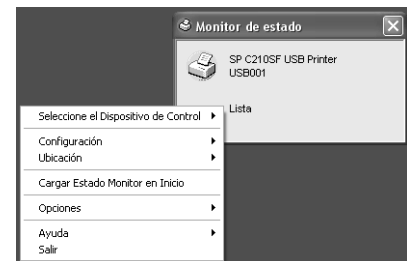 Monitor de estado
SP C210SF USB Printer
USB001
Lista
Seleccione el Dispositivo de Control
Configuración
Ubicación
Cargar Estado Monitor en Inicio
Opciones
Ayuda
Salir